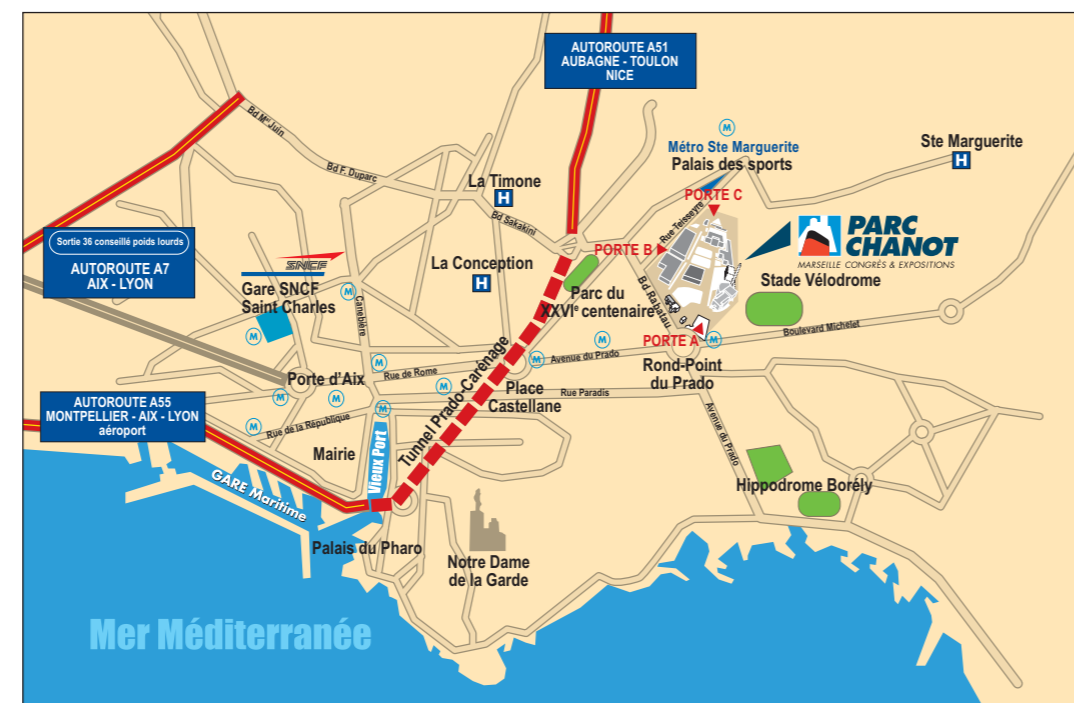 AUTOROUTE A51
AUBAGNE - TOULON
NICE
Bd Mal Juin
Bd F. Duparc
M
Métro Ste Marguerite
Palais des sports
Ste Marguerite
H
La Timone
H
PORTE C
Bd Sakakini
Rue Teisseyre
PARC
CHANOT
MARSEILLE CONGRÈS & EXPOSITIONS
Sortie 36 conseillé poids lourds
AUTOROUTE A7
AIX - LYON
PORTE B
SNCF
Gare SNCF
Saint Charles
La Conception
H
Stade Vélodrome
Parc du
XXVIe centenaire
Bd Rabatau
M
Canebière
M
M
M
PORTE A
M
Boulevard Michelet
Avenue du Prado
M
Rond-Point
du Prado
M
Rue de Rome
Porte d'Aix
M
Place
Castellane
Rue Paradis
M
M
M
M
Rue de la République
AUTOROUTE A55
MONTPELLIER - AIX - LYON
aéroport
Tunnel Prado Carénage
Avenue du Prado
Mairie
Vieux Port
GARE Maritime
Hippodrome Borély
Palais du Pharo
Notre Dame
de la Garde
Mer Méditerranée